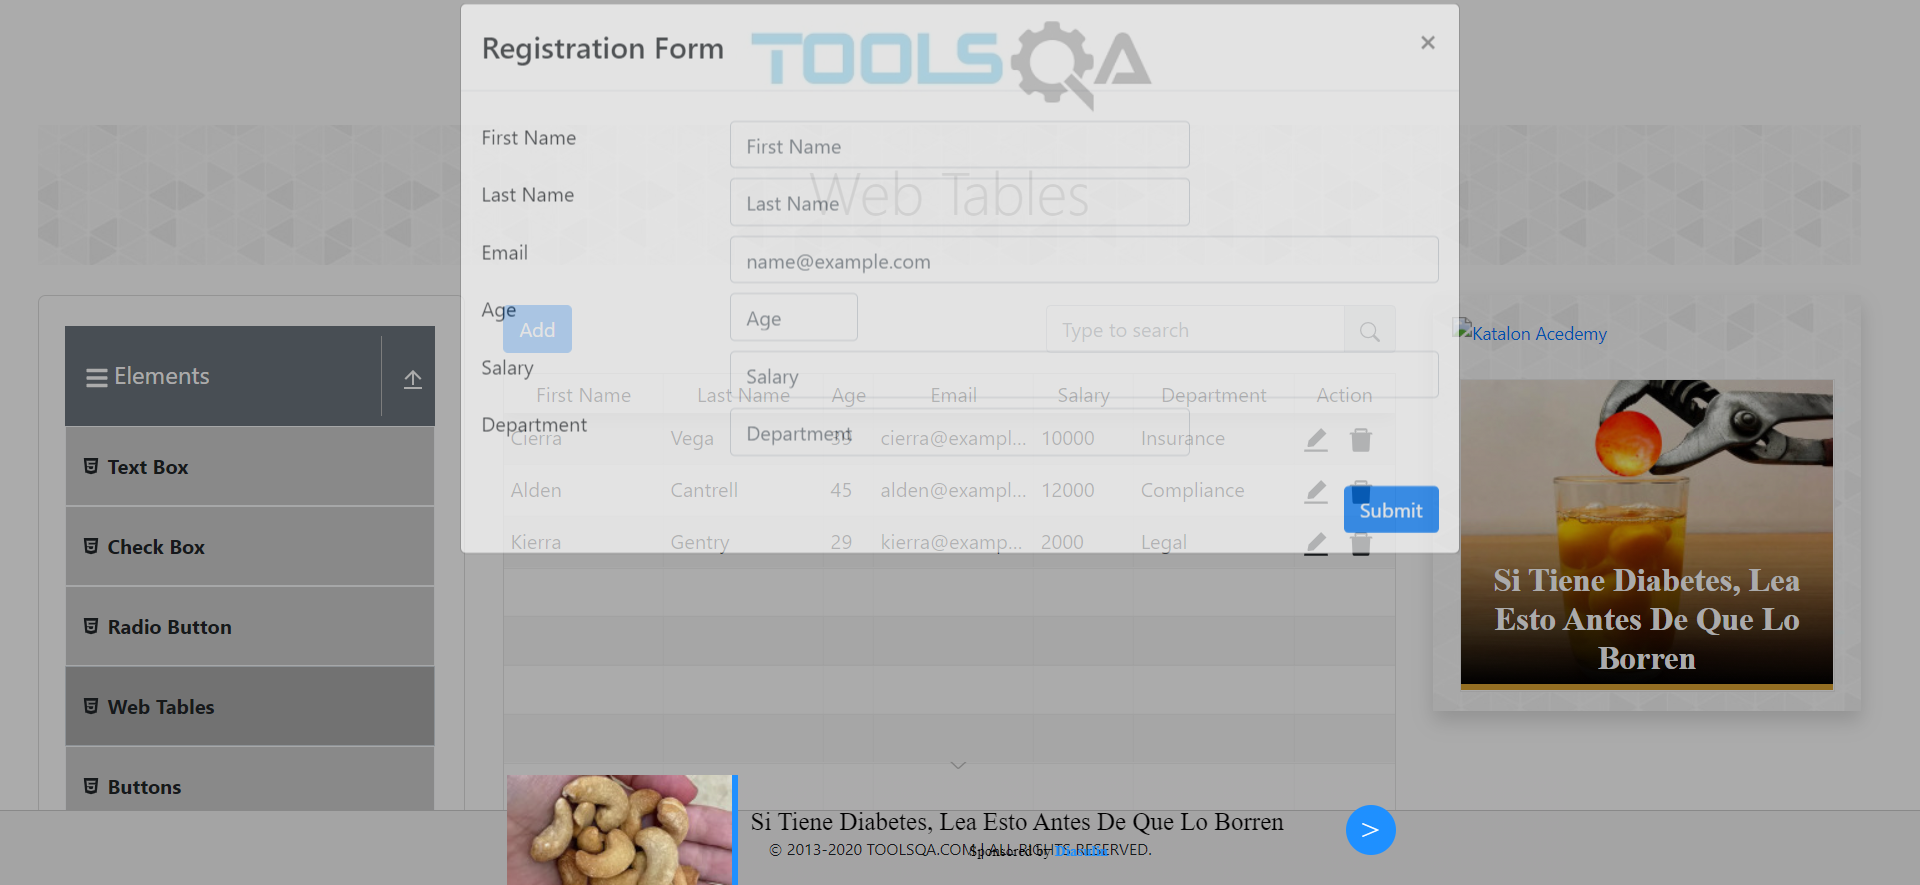 Registration Form
TOOLSQA
×
First Name
First Name
Last Name
Last Name
Web Tables
Email
name@example.com
Age
Age
Add
Type to search
Salary
Salary
Department
Department
First Name Last Name Age Email Salary Department Action
Cierra Vega cierra@exampl... 10000 Insurance
Alden Cantrell 45 alden@exampl... 12000 Compliance
Kierra Gentry 29 kierra@examp... 2000 Legal
Submit
Elements
Text Box
Check Box
Radio Button
Web Tables
Buttons
Katalon Acedemy
Si Tiene Diabetes, Lea
Esto Antes De Que Lo
Borren
Si Tiene Diabetes, Lea Esto Antes De Que Lo Borren
>
© 2013-2020 TOOLSQA.COM | ALL RIGHTS RESERVED.
Sponsored by